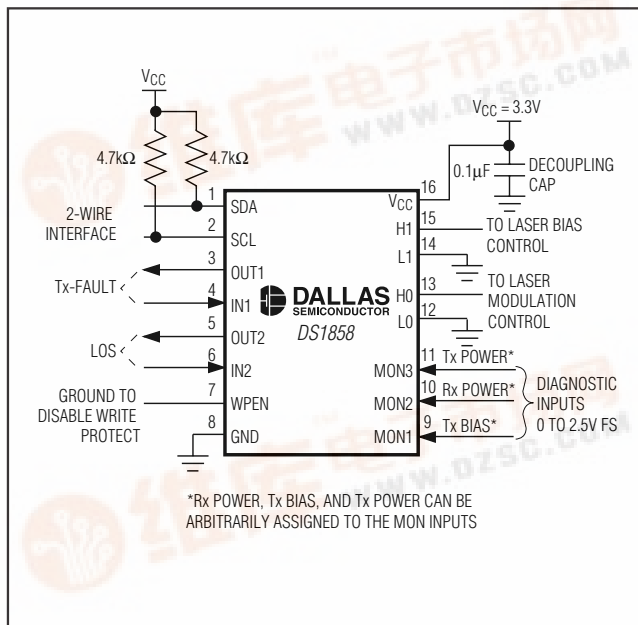 VCC
4.7kΩ
4.7kΩ
2-WIRE
INTERFACE
Tx-FAULT
LOS
GROUND TO
DISABLE WRITE
PROTECT
1
SDA
2
SCL
3
OUT1
4
IN1
5
OUT2
6
IN2
7
WPEN
8
GND
DALLAS
SEMICONDUCTOR
DS1858
VCC = 3.3V
0.1µF
DECOUPLING
CAP
16
VCC
15
H1
TO LASER BIAS
CONTROL
14
L1
13
H0
TO LASER
MODULATION
CONTROL
12
L0
11
MON3
Tx POWER*
10
MON2
Rx POWER*
9
MON1
Tx BIAS*
DIAGNOSTIC
INPUTS
0 TO 2.5V FS
*Rx POWER, Tx BIAS, AND Tx POWER CAN BE
ARBITRARILY ASSIGNED TO THE MON INPUTS
维库电子市场网
WWW.DZSC.COM
维库
WWW.DZSC.COM